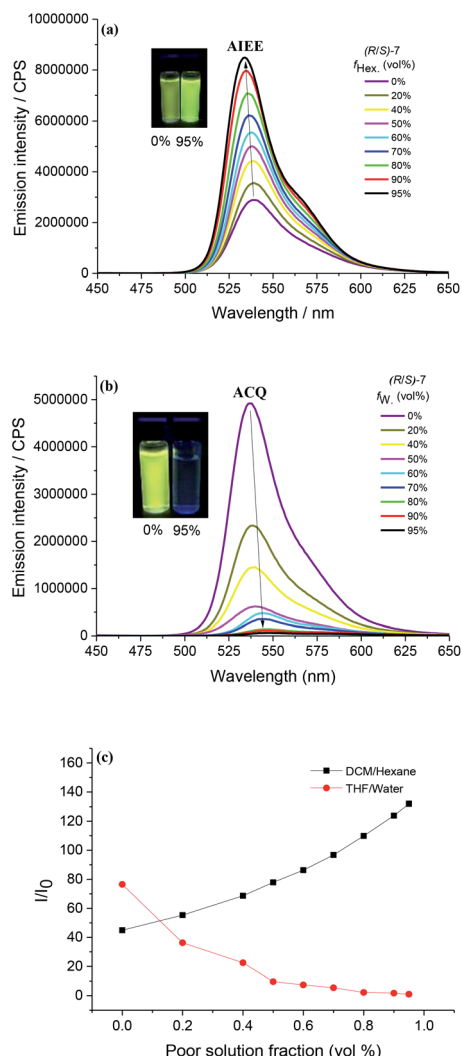 (a)
AIEE
(R/S)-7
fHex. (vol%)
0%
20%
40%
50%
60%
70%
80%
90%
95%
0% 95%
10000000
8000000
6000000
4000000
2000000
0
Emission intensity / CPS
450 475 500 525 550 575 600 625 650
Wavelength / nm
(b)
ACQ
(R/S)-7
fW. (vol%)
0%
20%
40%
50%
60%
70%
80%
90%
95%
0% 95%
5000000
4000000
3000000
2000000
1000000
0
Emission intensity / CPS
450 475 500 525 550 575 600 625 650
Wavelength (nm)
(c)
DCM/Hexane
THF/Water
160
140
120
100
80
60
40
20
0
I/I0
0.0 0.2 0.4 0.6 0.8 1.0
Poor solution fraction (vol %)